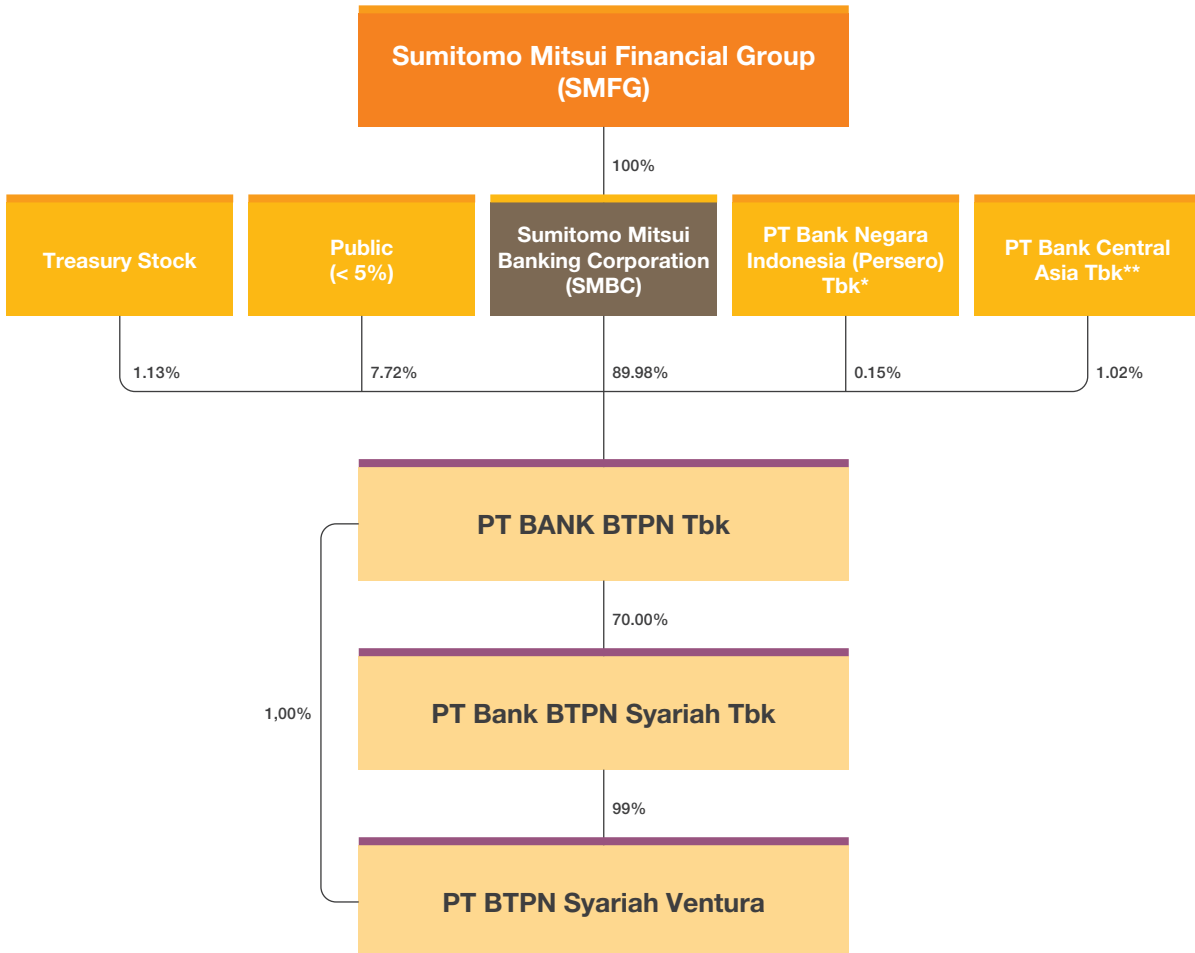 Sumitomo Mitsui Financial Group
(SMFG)
100%
Treasury Stock
Public
(< 5%)
Sumitomo Mitsui
Banking Corporation
(SMBC)
PT Bank Negara
Indonesia (Persero)
Tbk*
PT Bank Central
Asia Tbk**
1.13%
7.72%
89.98%
0.15%
1.02%
PT BANK BTPN Tbk
70.00%
PT Bank BTPN Syariah Tbk
1,00%
99%
PT BTPN Syariah Ventura